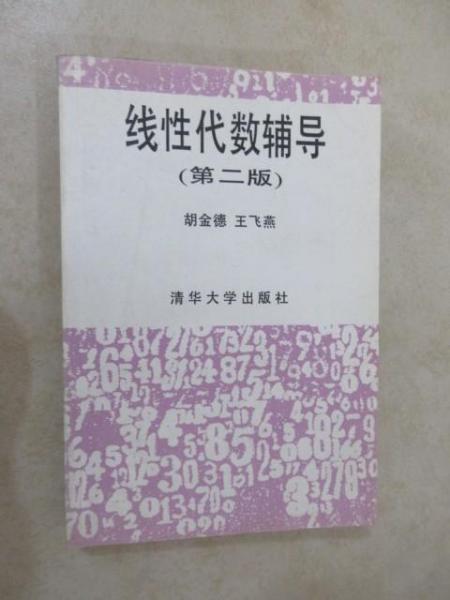 线性代数辅导
(第二版)
胡金德 王飞燕
清华大学出版社